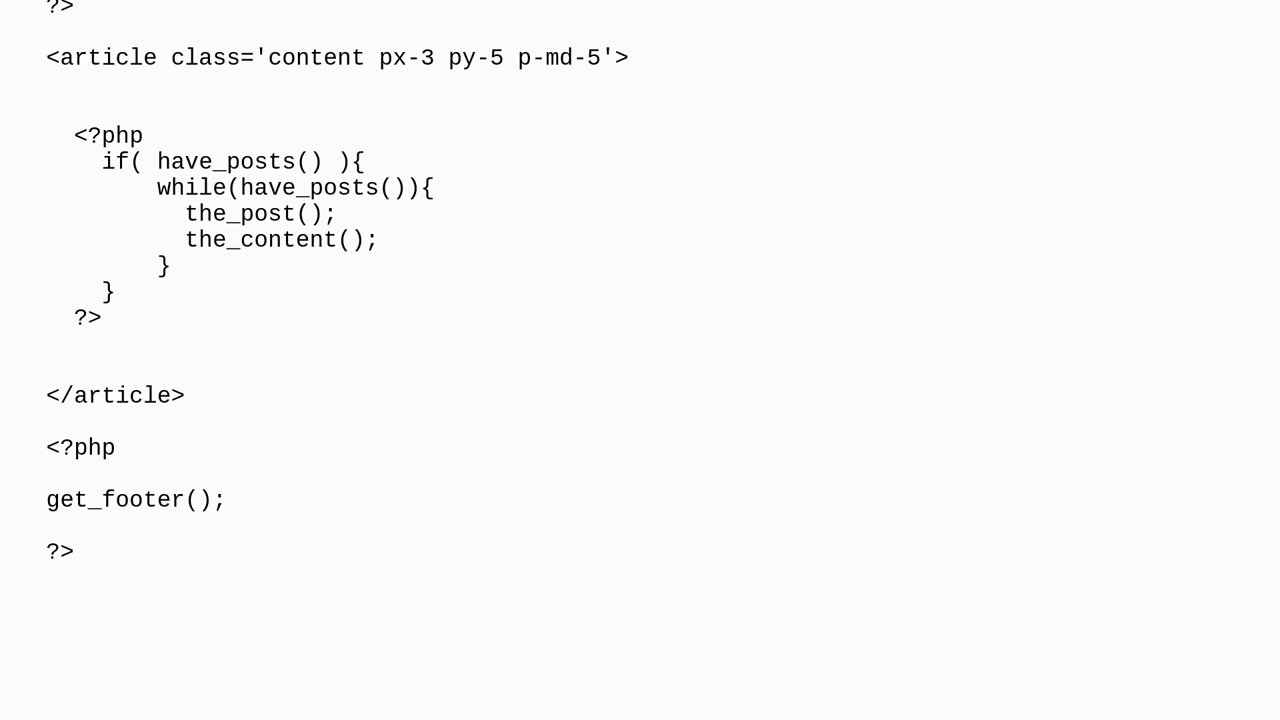 ?>
<article class='content px-3 py-5 p-md-5'>
<?php
if( have_posts() ){
while(have_posts()){
the_post();
the_content();
}
}
?>
</article>
<?php
get_footer();
?>